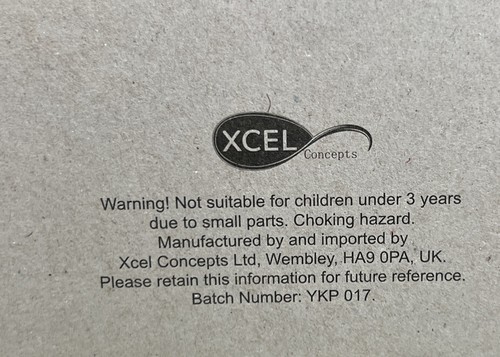 XCEL
Concepts
Warning! Not suitable for children under 3 years
due to small parts. Choking hazard.
Manufactured by and imported by
Xcel Concepts Ltd, Wembley, HA9 0PA, UK.
Please retain this information for future reference.
Batch Number: YKP 017.